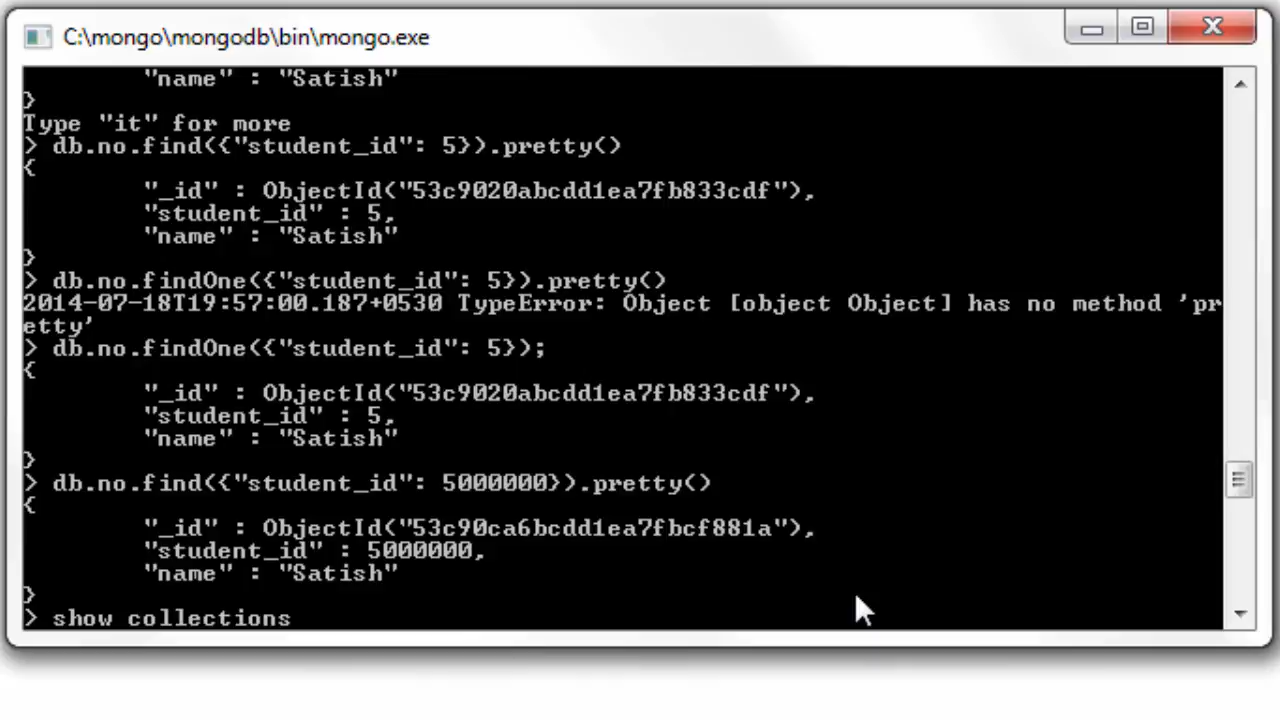 C:\mongo\mongodb\bin\mongo.exe
"name" : "Satish"
}
Type "it" for more
> db.no.find({"student_id": 5}).pretty()
{
"_id" : ObjectId("53c9020abcdd1ea7fb833cdf"),
"student_id" : 5,
"name" : "Satish"
}
> db.no.findOne({"student_id": 5}).pretty()
2014-07-18T19:57:00.187+0530 TypeError: Object [object Object] has no method 'pr
etty'
> db.no.findOne({"student_id": 5});
{
"_id" : ObjectId("53c9020abcdd1ea7fb833cdf"),
"student_id" : 5,
"name" : "Satish"
}
> db.no.find({"student_id": 5000000}).pretty()
{
"_id" : ObjectId("53c90ca6bcdd1ea7fbcf881a"),
"student_id" : 5000000,
"name" : "Satish"
}
> show collections